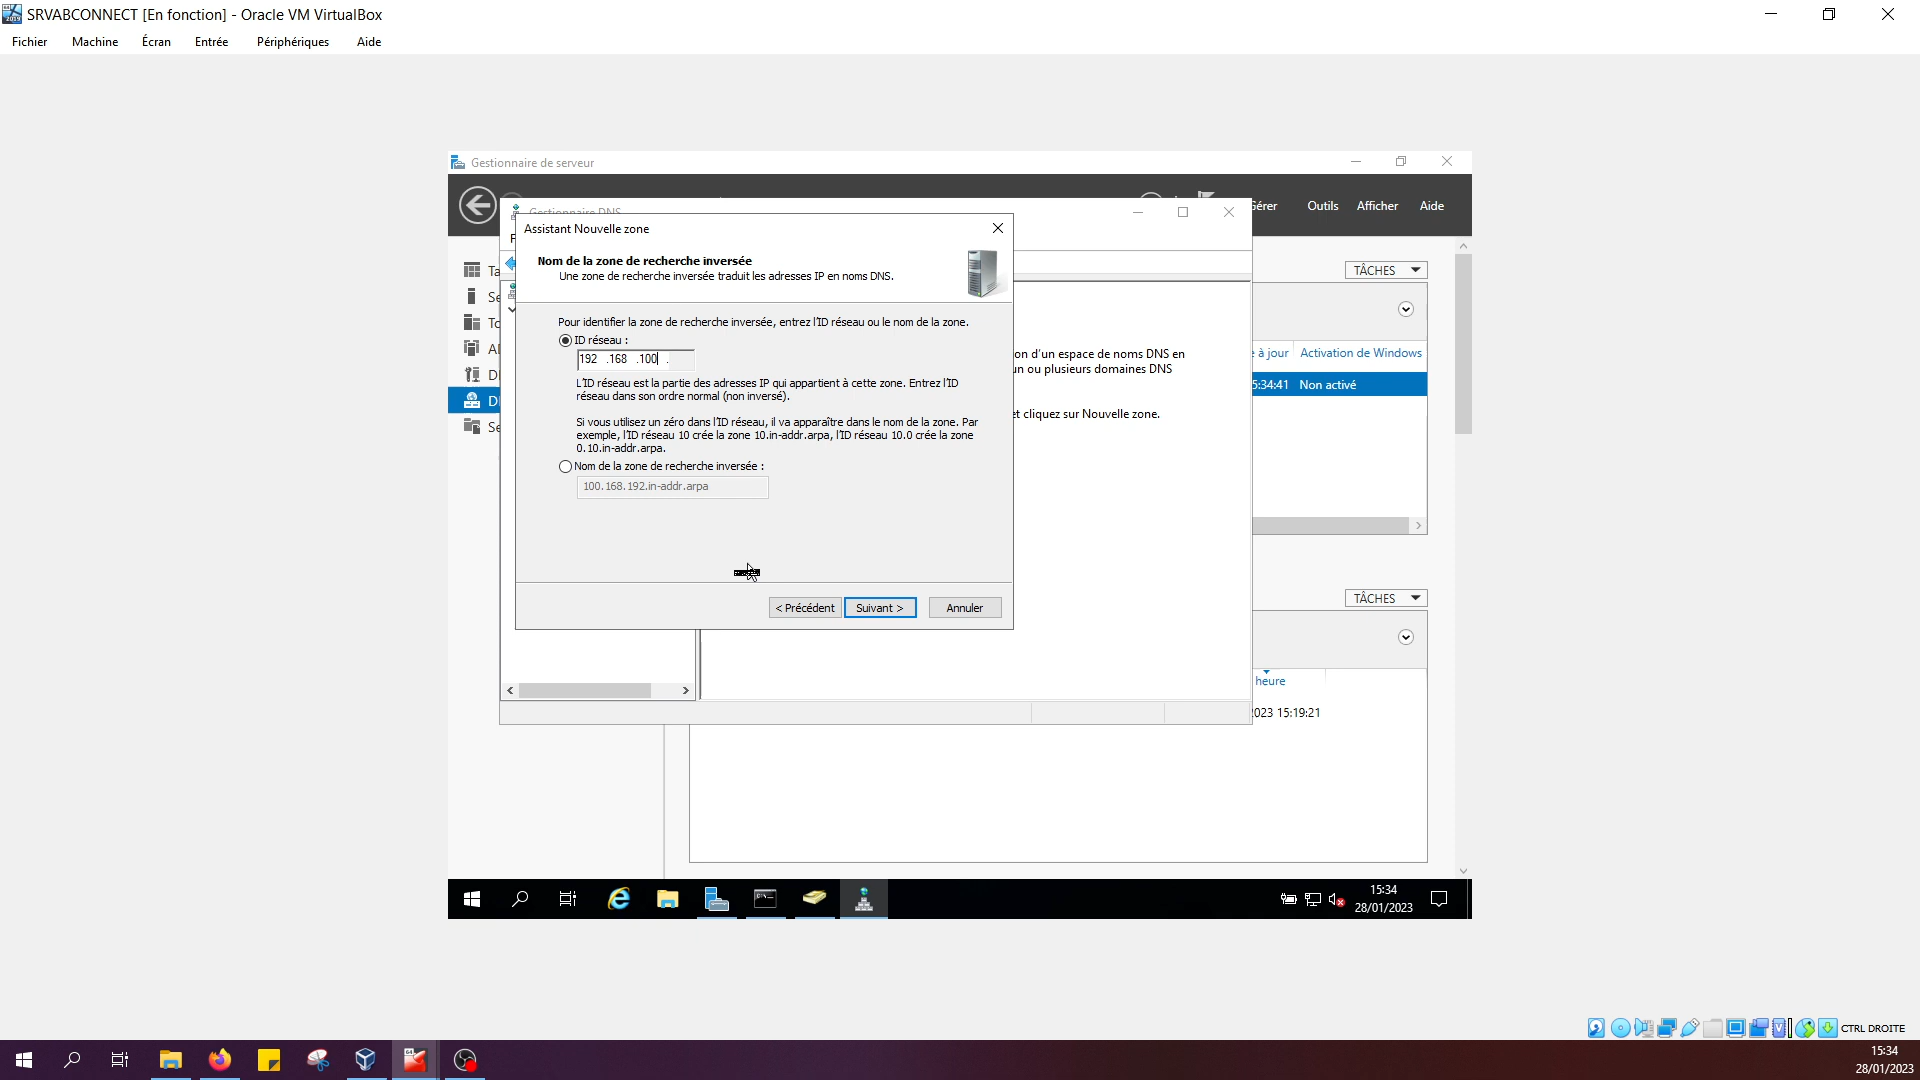 SRVABCONNECT [En fonction] - Oracle VM VirtualBox
Fichier Machine Écran Entrée Périphériques Aide
Gestionnaire de serveur
Gérer Outils Afficher Aide
Gestionnaire DNS
Assistant Nouvelle zone
Nom de la zone de recherche inversée
Une zone de recherche inversée traduit les adresses IP en noms DNS.
TÂCHES
Pour identifier la zone de recherche inversée, entrez l'ID réseau ou le nom de la zone.
ID réseau :
192 .168 .100 .
L'ID réseau est la partie des adresses IP qui appartient à cette zone. Entrez l'ID
réseau dans son ordre normal (non inversé).
Si vous utilisez un zéro dans l'ID réseau, il va apparaître dans le nom de la zone. Par
exemple, l'ID réseau 10 crée la zone 10.in-addr.arpa, l'ID réseau 10.0 crée la zone
0.10.in-addr.arpa.
Nom de la zone de recherche inversée :
100.168.192.in-addr.arpa
< Précédent Suivant > Annuler
on d'un espace de noms DNS en
un ou plusieurs domaines DNS
et cliquez sur Nouvelle zone.
e à jour Activation de Windows
5:34:41 Non activé
TÂCHES
heure
2023 15:19:21
15:34
28/01/2023
CTRL DROITE
15:34
28/01/2023